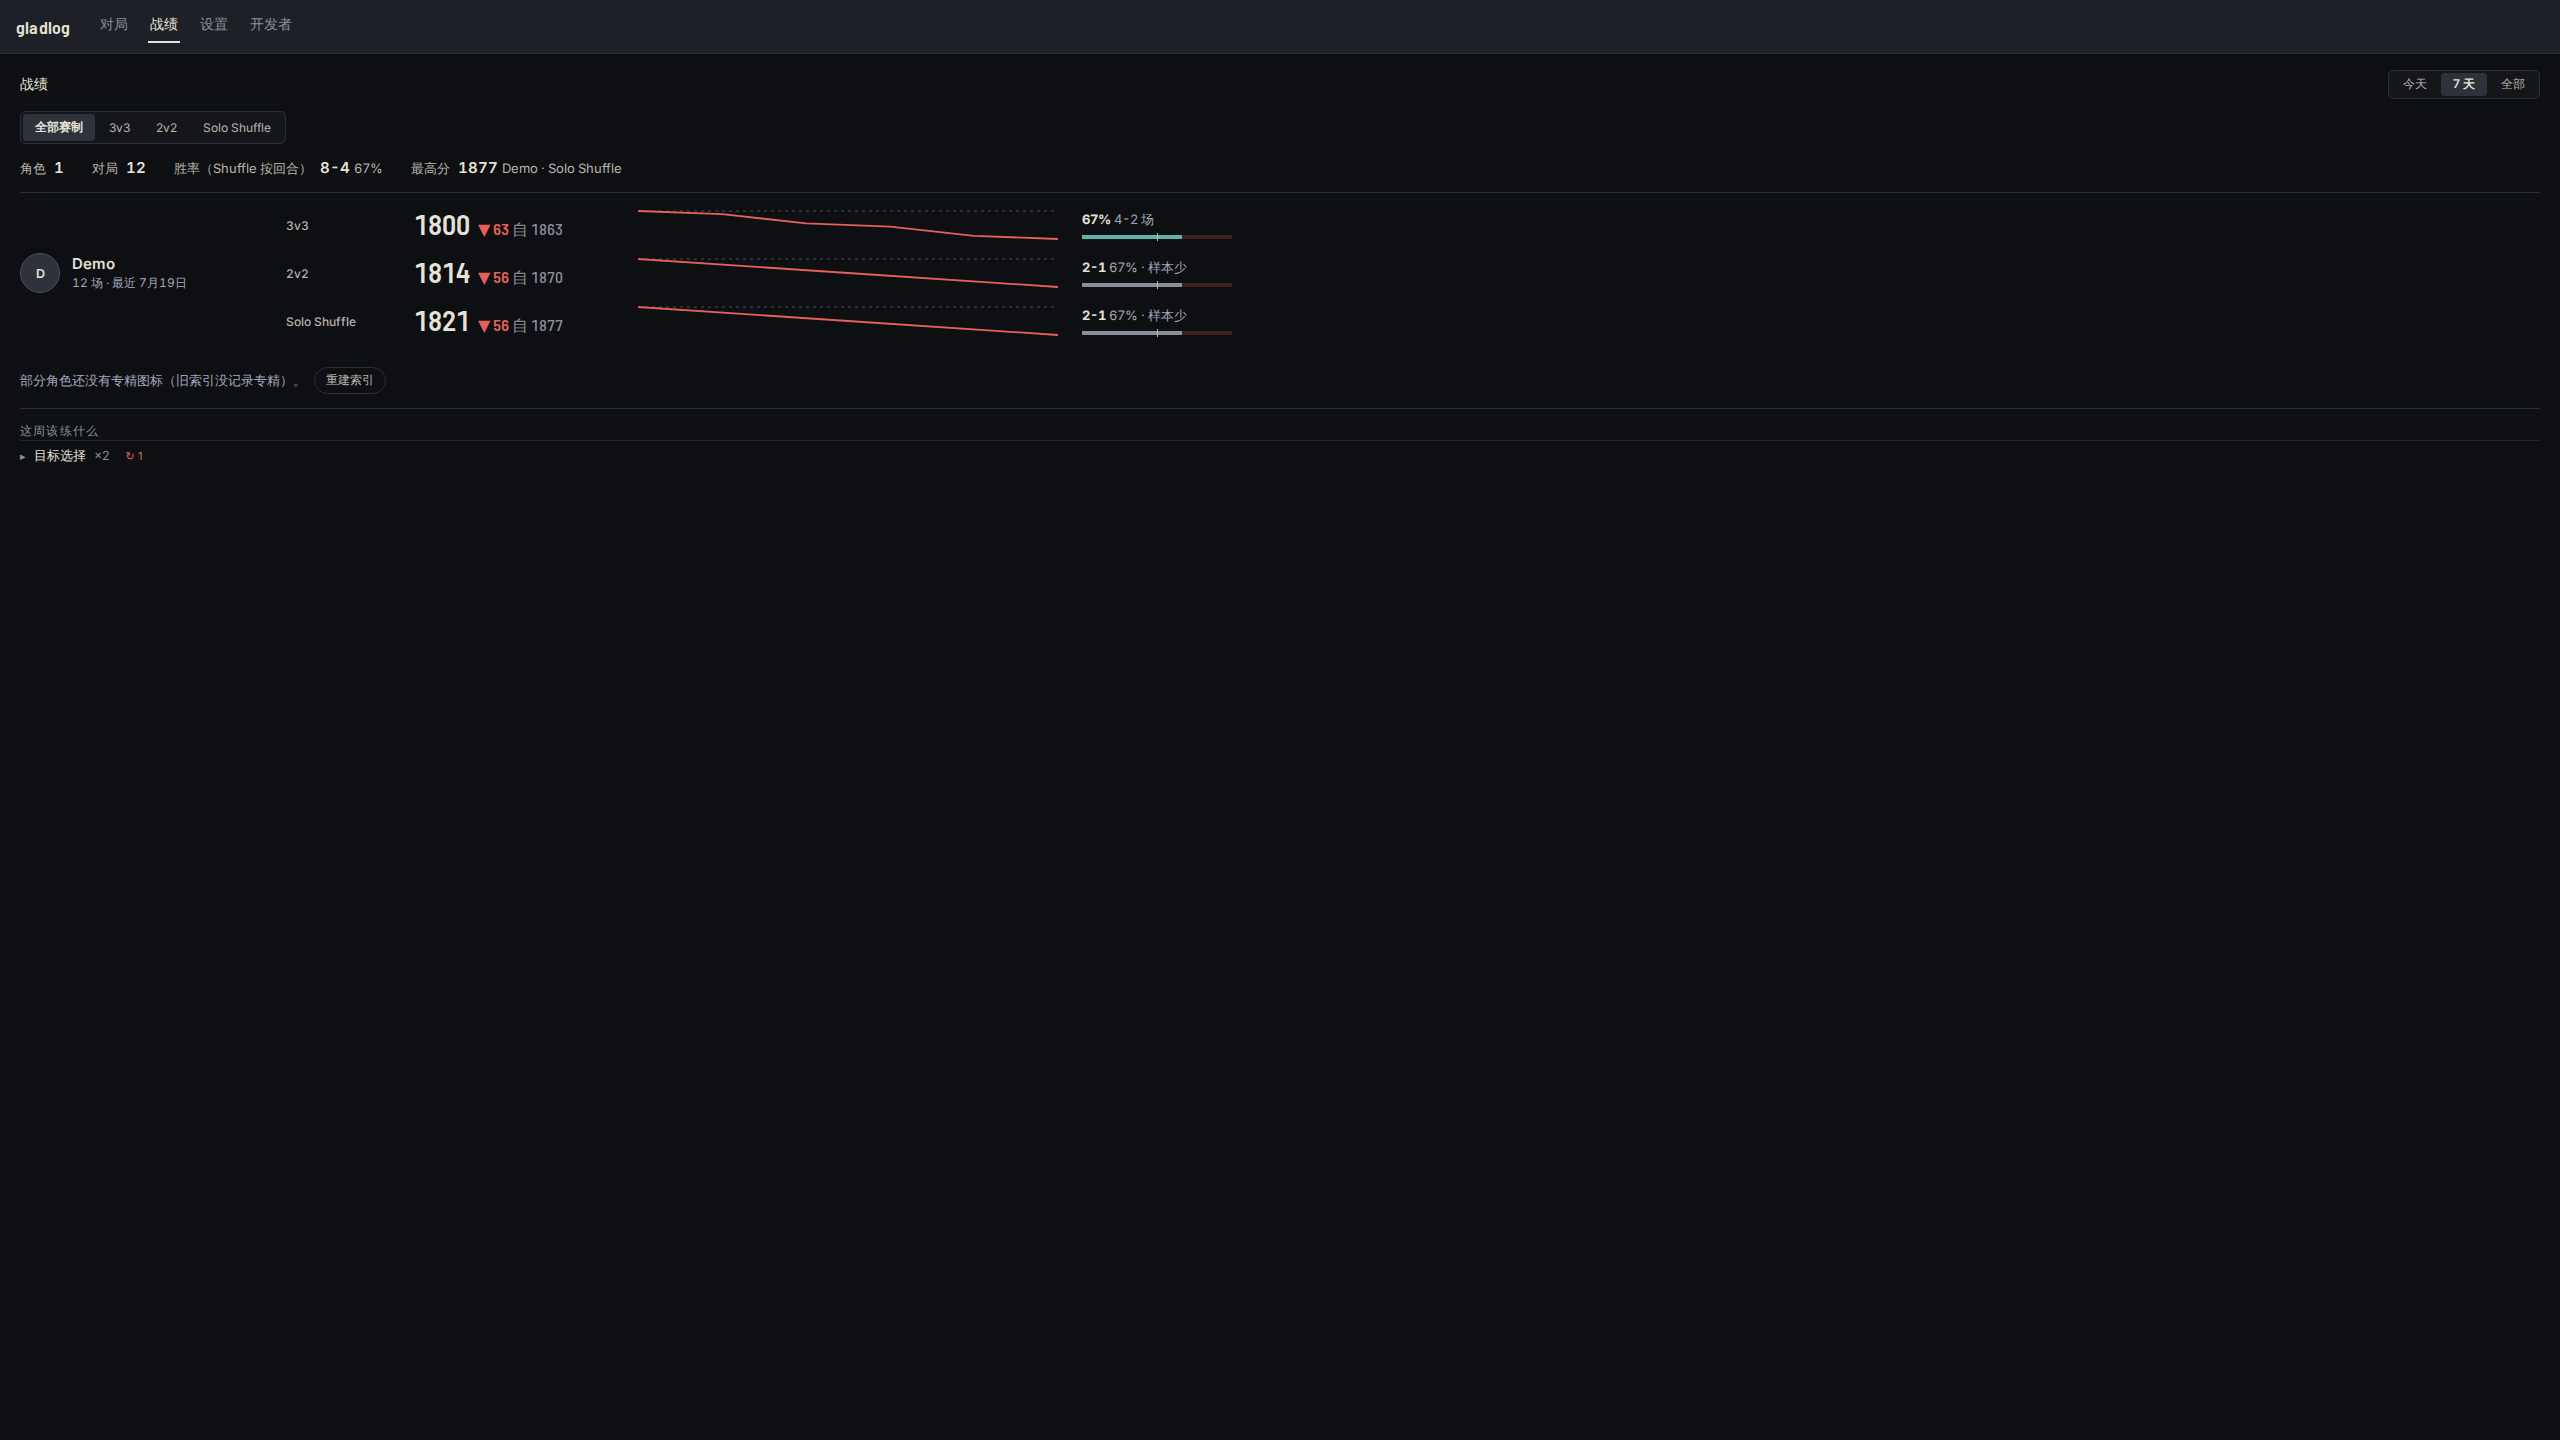 gladlog 对局 战绩 设置 开发者
战绩 今天 7 天 全部
全部赛制 3v3 2v2 Solo Shuffle
角色 1 对局 12 胜率（Shuffle 按回合） 8-4 67% 最高分 1877 Demo · Solo Shuffle
3v3 1800 ▼63 自 1863 67% 4-2 场
D Demo
12 场 · 最近 7月19日
2v2 1814 ▼56 自 1870 2-1 67% · 样本少
Solo Shuffle 1821 ▼56 自 1877 2-1 67% · 样本少
部分角色还没有专精图标（旧索引没记录专精）。 重建索引
这周该练什么
▸ 目标选择 ×2 ↻ 1